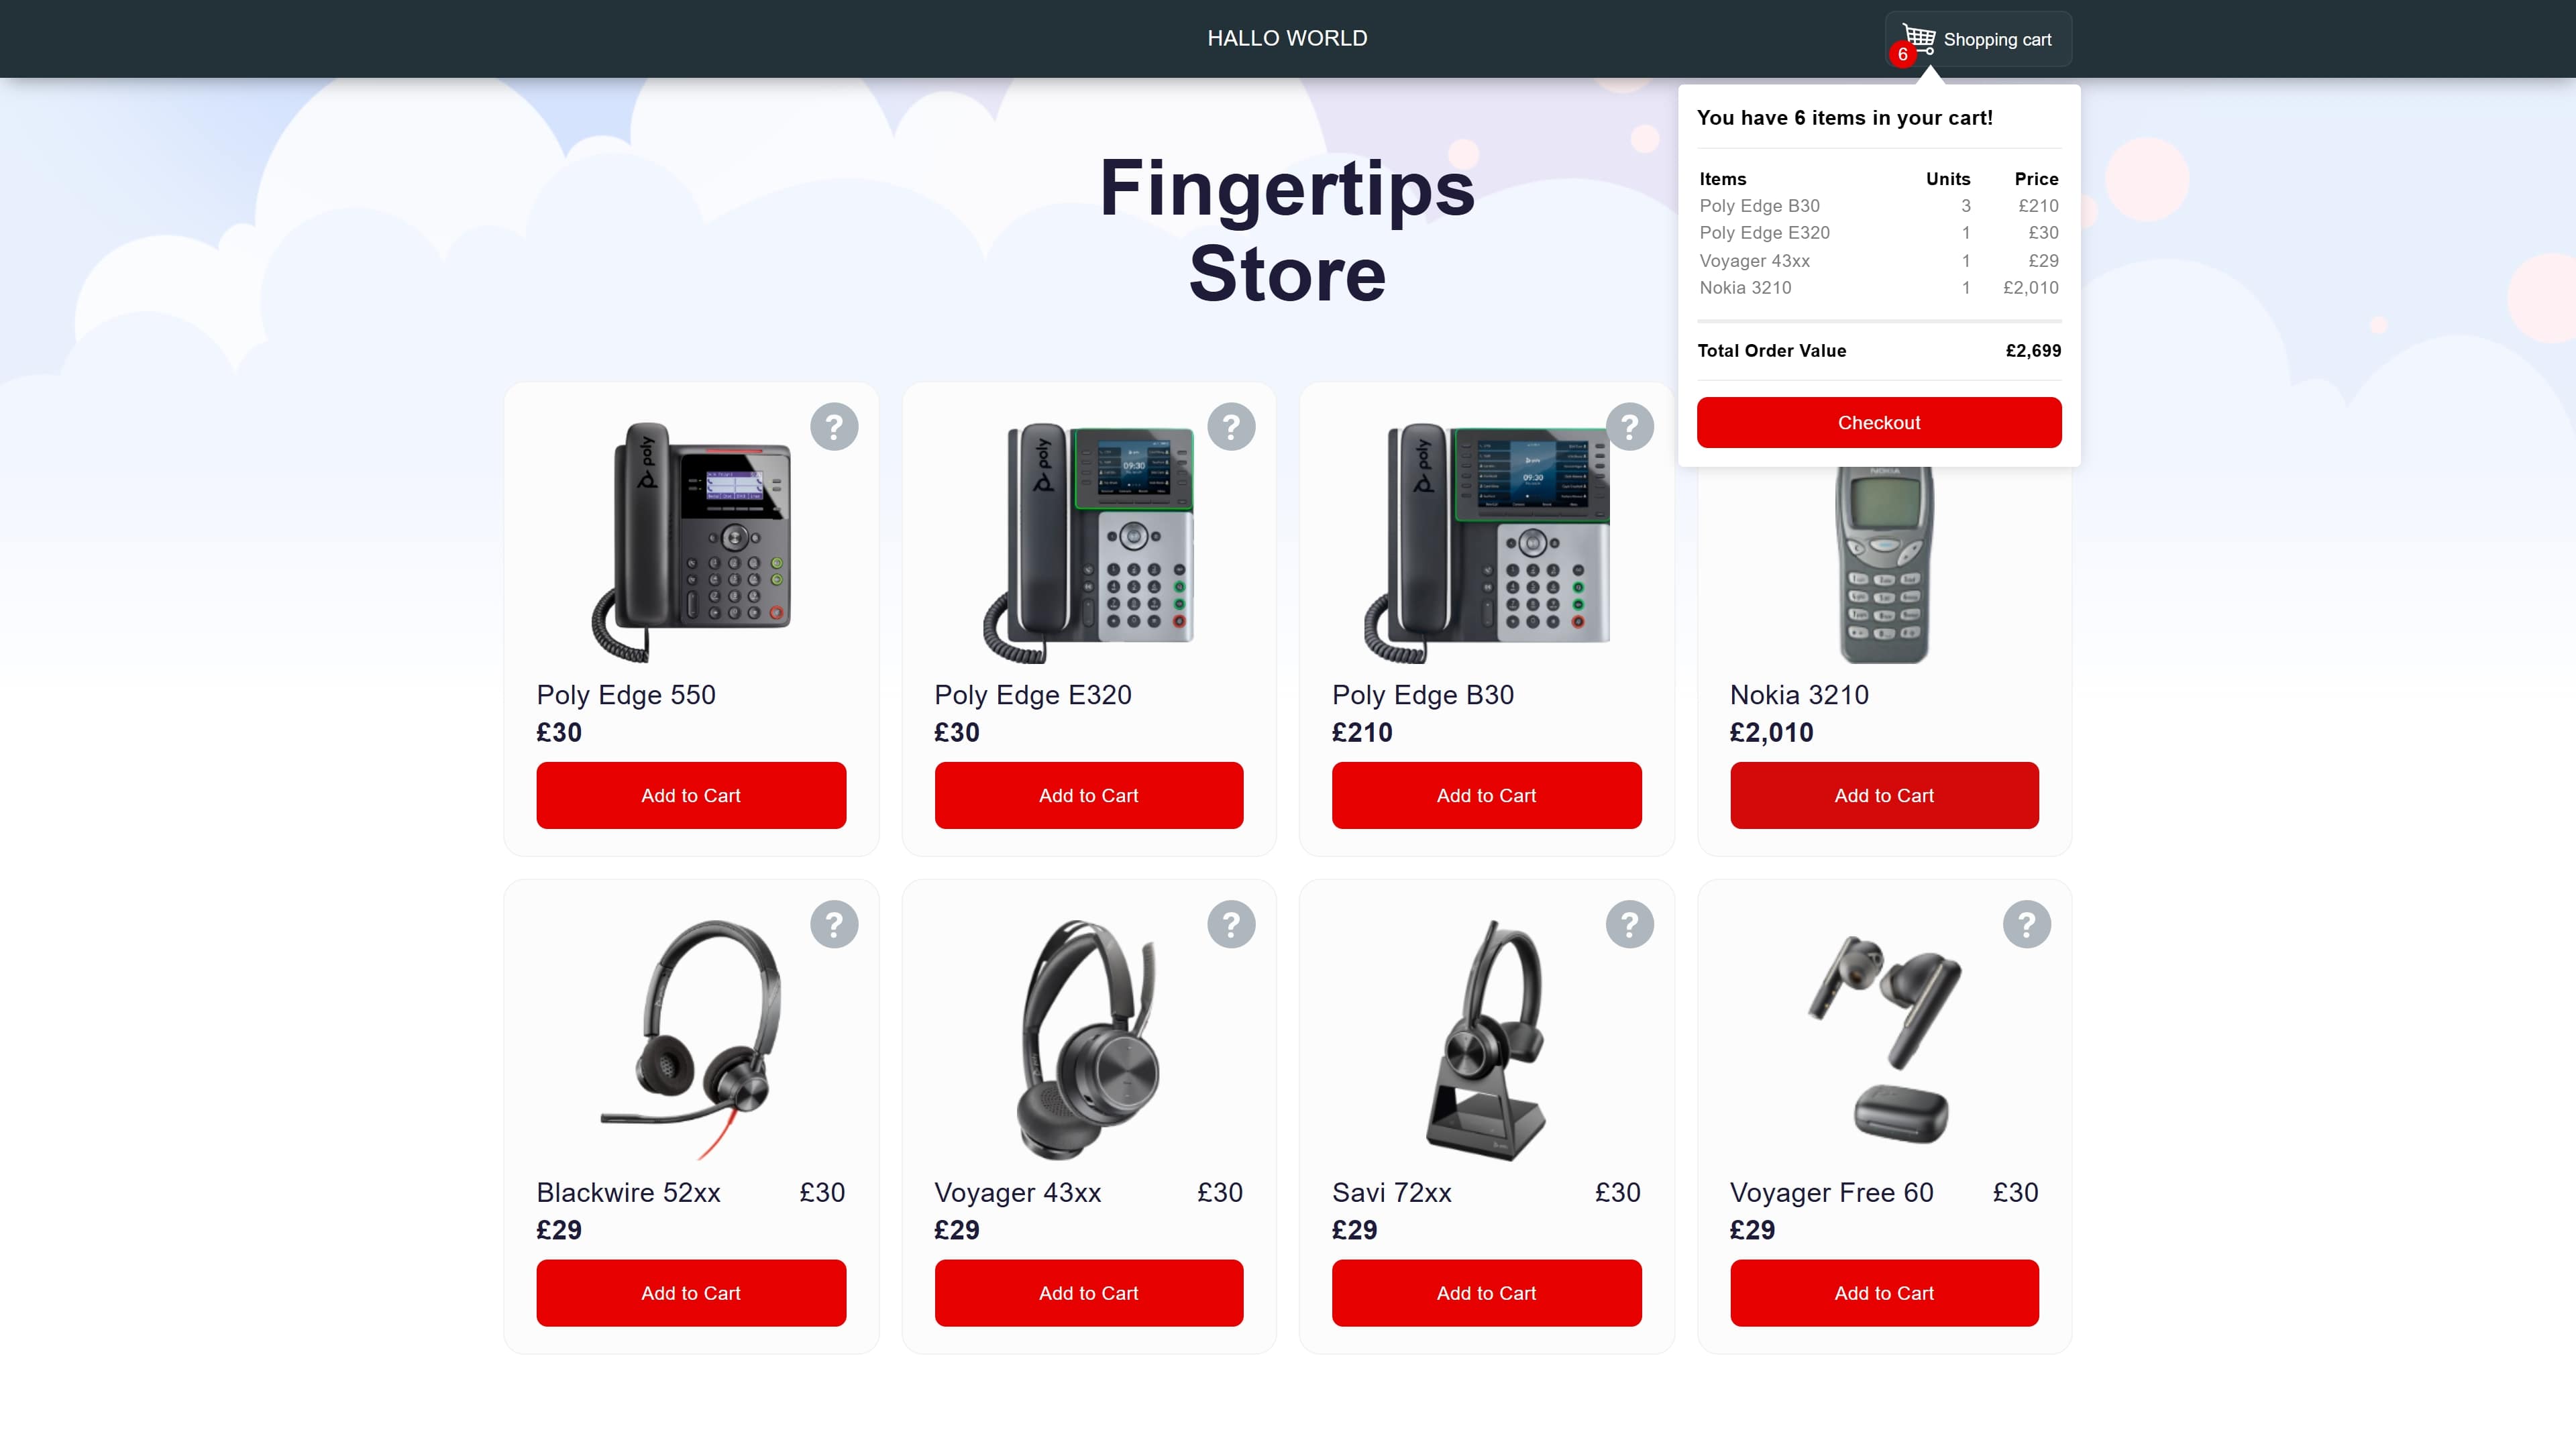 HALLO WORLD
6
Shopping cart
You have 6 items in your cart!
Items Units Price
Poly Edge B30 3 £210
Poly Edge E320 1 £30
Voyager 43xx 1 £29
Nokia 3210 1 £2,010
Total Order Value £2,699
Checkout
Fingertips
Store
?
poly
?
poly
09:30
?
poly
09:30
NOKIA
Poly Edge 550
£30
Add to Cart
Poly Edge E320
£30
Add to Cart
Poly Edge B30
£210
Add to Cart
Nokia 3210
£2,010
Add to Cart
?
?
?
?
Blackwire 52xx £30
£29
Add to Cart
Voyager 43xx £30
£29
Add to Cart
Savi 72xx £30
£29
Add to Cart
Voyager Free 60 £30
£29
Add to Cart